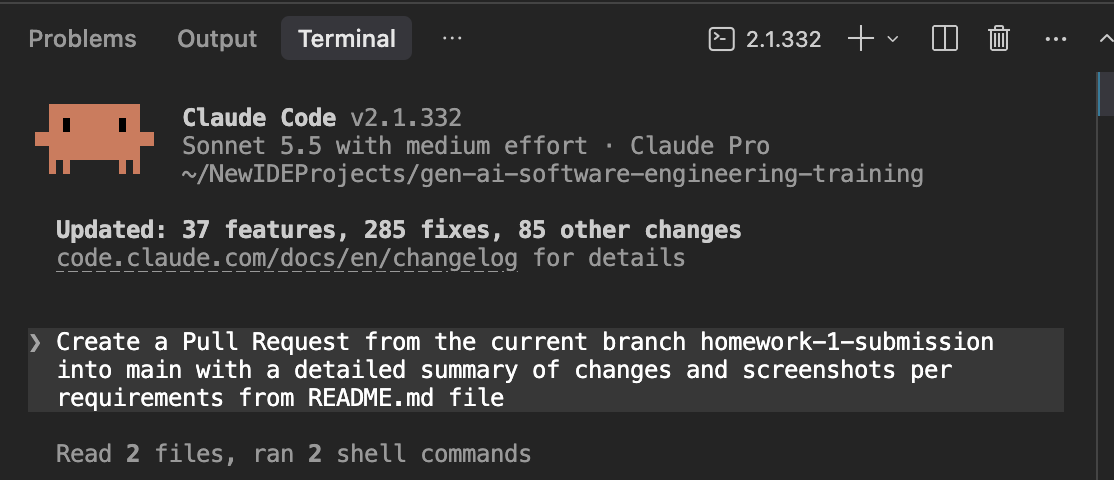 Problems Output Terminal ··· 2.1.332 ···
Claude Code v2.1.332
Sonnet 5.5 with medium effort · Claude Pro
~/NewIDEProjects/gen-ai-software-engineering-training
Updated: 37 features, 285 fixes, 85 other changes
code.claude.com/docs/en/changelog for details
❯ Create a Pull Request from the current branch homework-1-submission
into main with a detailed summary of changes and screenshots per
requirements from README.md file
Read 2 files, ran 2 shell commands